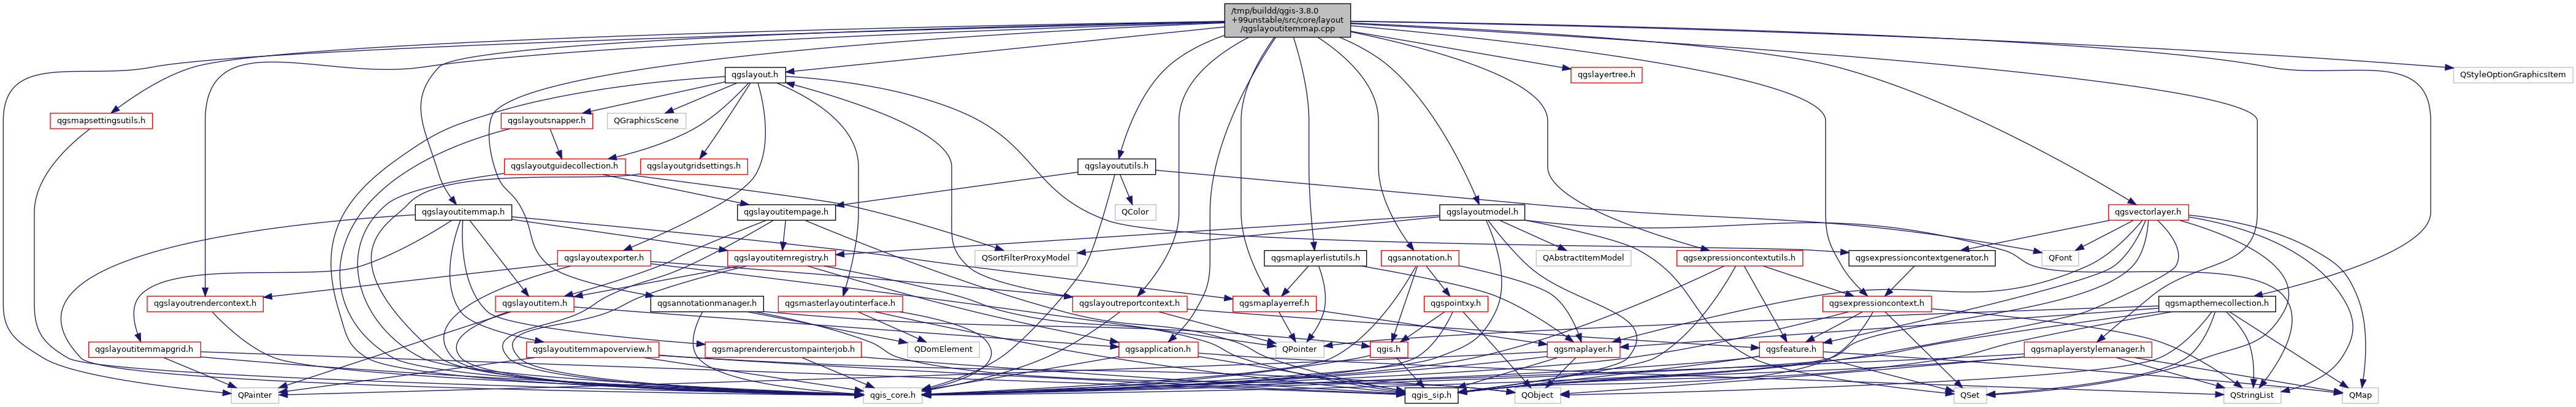 /tmp/buildd/qgis-3.8.0
+99unstable/src/core/layout
/qgslayoutitemmap.cpp
qgslayout.h
qgslayertree.h
QStyleOptionGraphicsItem
qgsmapsettingsutils.h
qgslayoutsnapper.h
QGraphicsScene
qgslayoutguidecollection.h
qgslayoutgridsettings.h
qgslayoututils.h
qgslayoutitemmap.h
qgslayoutitempage.h
QColor
qgslayoutmodel.h
qgsvectorlayer.h
qgslayoutexporter.h
qgslayoutitemregistry.h
QSortFilterProxyModel
qgsmaplayerlistutils.h
qgsannotation.h
QAbstractItemModel
qgsexpressioncontextutils.h
qgsexpressioncontextgenerator.h
QFont
qgslayoutrendercontext.h
qgslayoutitem.h
qgsannotationmanager.h
qgsmasterlayoutinterface.h
qgslayoutreportcontext.h
qgsmaplayerref.h
qgspointxy.h
qgsexpressioncontext.h
qgsmapthemecollection.h
qgslayoutitemmapgrid.h
qgslayoutitemmapoverview.h
qgsmaprenderercustompainterjob.h
QDomElement
qgsapplication.h
QPointer
qgis.h
qgsmaplayer.h
qgsfeature.h
qgsmaplayerstylemanager.h
QPainter
qgis_core.h
qgis_sip.h
QObject
QSet
QStringList
QMap